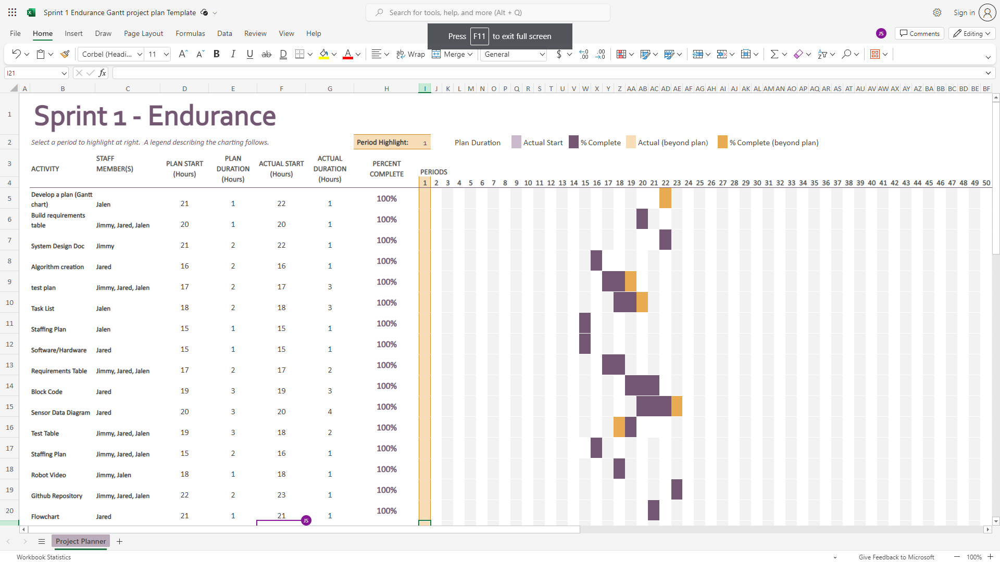 Sprint 1 Endurance Gantt project plan Template
Search for tools, help, and more (Alt + Q)
Sign in
File Home Insert Draw Page Layout Formulas Data Review View Help
Press F11 to exit full screen
JS Comments Editing
Corbel (Headi... 11 A A B I U ab D A ab Wrap Merge General $ .00 .00
I21 fx
A B C D E F G H I J K L M N O P Q R S T U V W X Y Z AA AB AC AD AE AF AG AH AI AJ AK AL AM AN AO AP AQ AR AS AT AU AV AW AX AY AZ BA BB BC BD BE BF
1 Sprint 1 - Endurance
2 Select a period to highlight at right. A legend describing the charting follows. Period Highlight: 1 Plan Duration Actual Start % Complete Actual (beyond plan) % Complete (beyond plan)
3 ACTIVITY STAFF MEMBER(S) PLAN START (Hours) PLAN DURATION (Hours) ACTUAL START (Hours) ACTUAL DURATION (Hours) PERCENT COMPLETE PERIODS
4 1 2 3 4 5 6 7 8 9 10 11 12 13 14 15 16 17 18 19 20 21 22 23 24 25 26 27 28 29 30 31 32 33 34 35 36 37 38 39 40 41 42 43 44 45 46 47 48 49 50
5 Develop a plan (Gantt chart) Jalen 21 1 22 1 100%
6 Build requirements table Jimmy, Jared, Jalen 20 1 20 1 100%
7 System Design Doc Jimmy 21 2 22 1 100%
8 Algorithm creation Jared 16 2 16 1 100%
9 test plan Jimmy, Jared, Jalen 17 2 17 3 100%
10 Task List Jalen 18 2 18 3 100%
11 Staffing Plan Jalen 15 1 15 1 100%
12 Software/Hardware Jared 15 1 15 1 100%
13 Requirements Table Jimmy, Jared, Jalen 17 2 17 2 100%
14 Block Code Jared 19 3 19 3 100%
15 Sensor Data Diagram Jared 20 3 20 4 100%
16 Test Table Jimmy, Jared, Jalen 19 3 18 2 100%
17 Staffing Plan Jimmy, Jared, Jalen 15 2 16 1 100%
18 Robot Video Jimmy, Jalen 18 1 18 1 100%
19 Github Repository Jimmy, Jared, Jalen 22 2 23 1 100%
20 Flowchart Jared 21 1 21 1 100%
JS
Project Planner
Workbook Statistics Give Feedback to Microsoft 100%